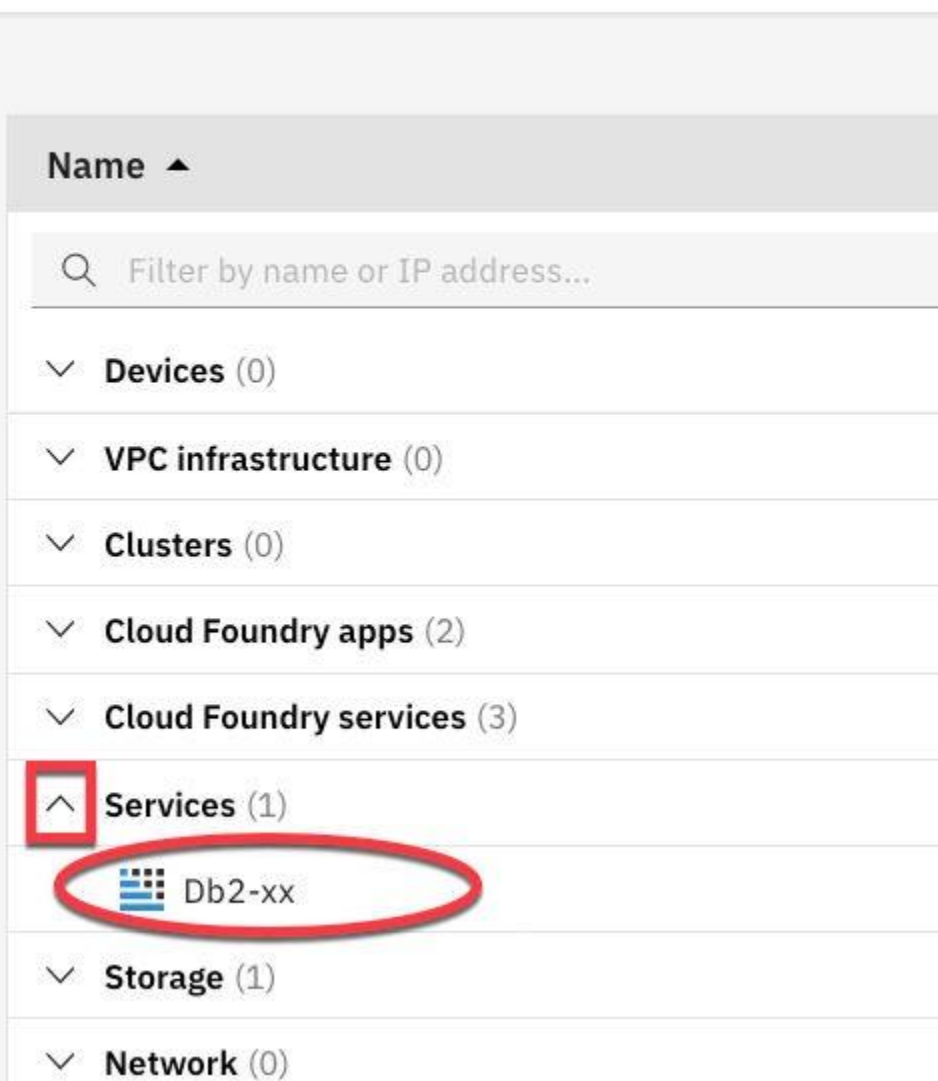 Name
Filter by name or IP address...
Devices (0)
VPC infrastructure (0)
Clusters (0)
Cloud Foundry apps (2)
Cloud Foundry services (3)
Services (1)
Db2-xx
Storage (1)
Network (0)